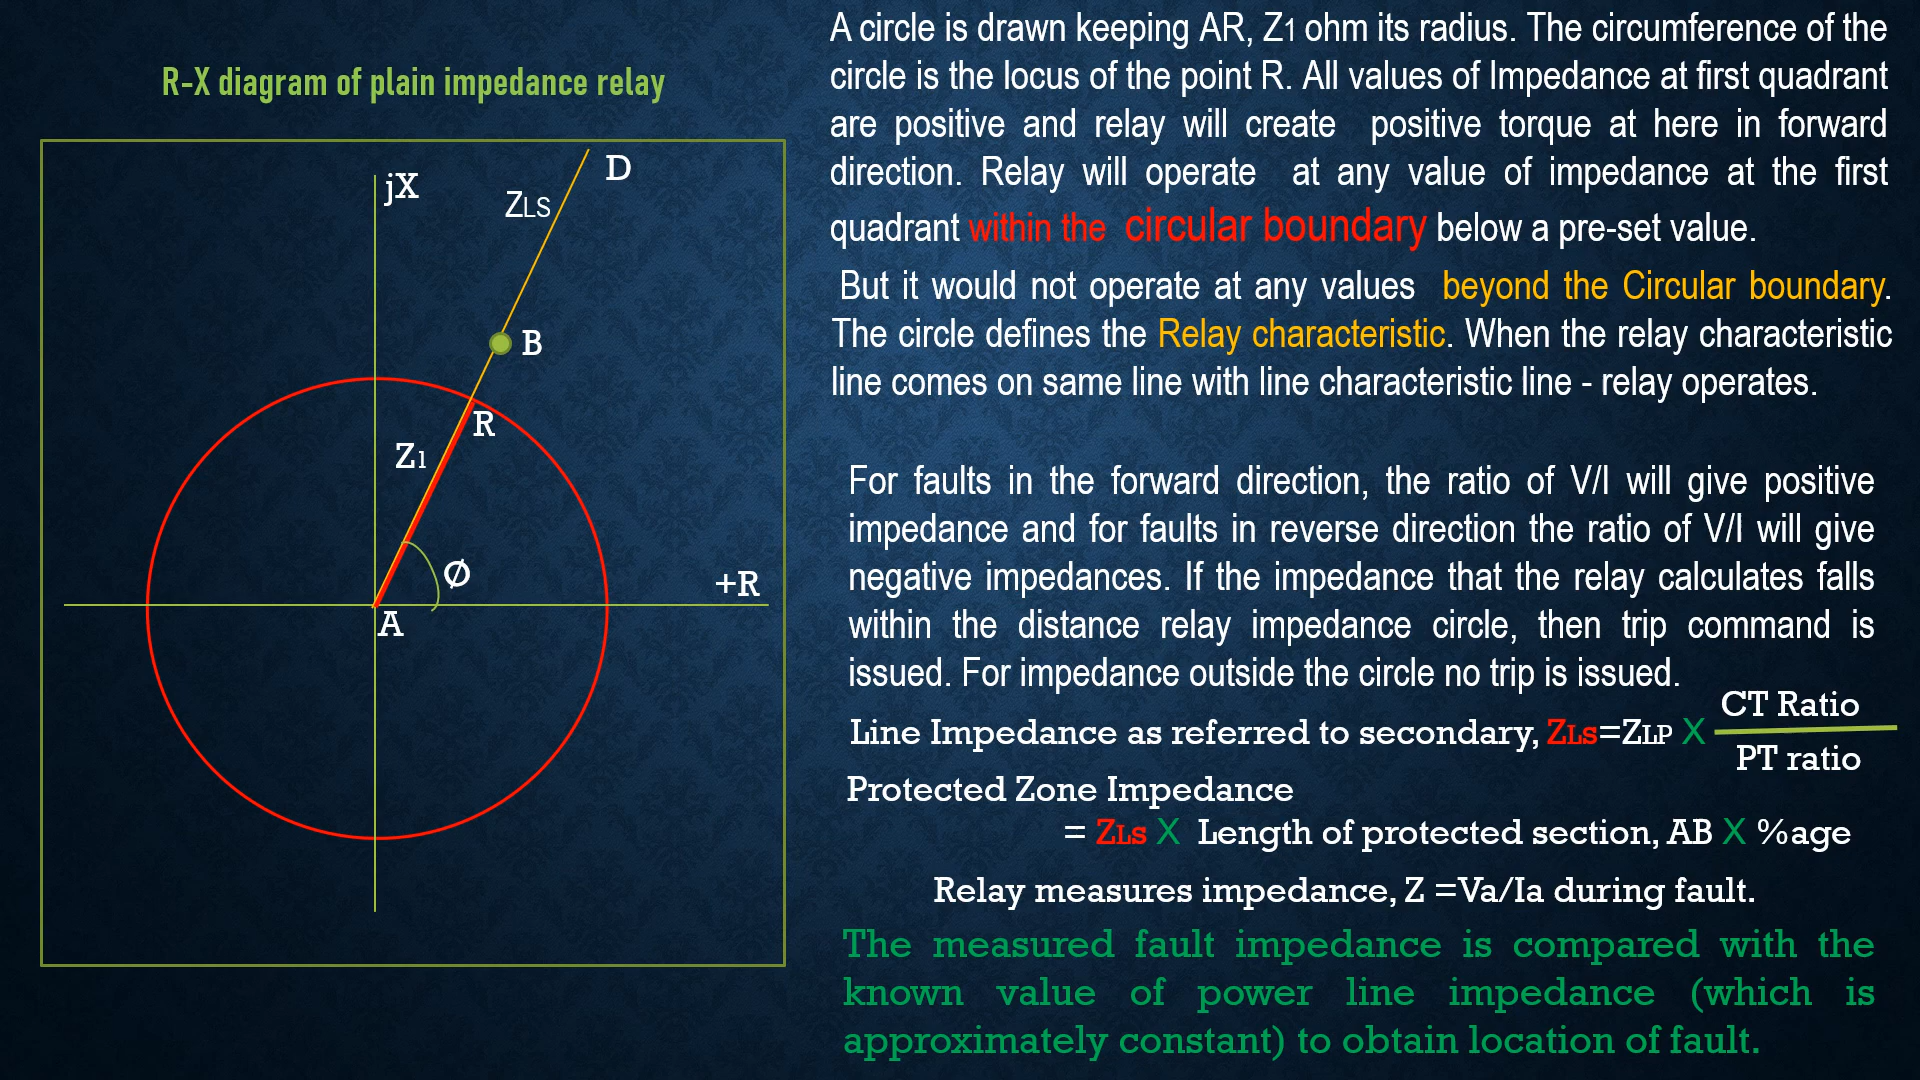 R-X diagram of plain impedance relay
jX
D
ZLS
B
R
Z1
Ø
+R
A
A circle is drawn keeping AR, Z1 ohm its radius. The circumference of the
circle is the locus of the point R. All values of Impedance at first quadrant
are positive and relay will create positive torque at here in forward
direction. Relay will operate at any value of impedance at the first
quadrant within the circular boundary below a pre-set value.
But it would not operate at any values beyond the Circular boundary.
The circle defines the Relay characteristic. When the relay characteristic
line comes on same line with line characteristic line - relay operates.
For faults in the forward direction, the ratio of V/I will give positive
impedance and for faults in reverse direction the ratio of V/I will give
negative impedances. If the impedance that the relay calculates falls
within the distance relay impedance circle, then trip command is
issued. For impedance outside the circle no trip is issued.
CT Ratio
Line Impedance as referred to secondary, ZLs=ZLP X
PT ratio
Protected Zone Impedance
= ZLs X Length of protected section, AB X %age
Relay measures impedance, Z =Va/Ia during fault.
The measured fault impedance is compared with the
known value of power line impedance (which is
approximately constant) to obtain location of fault.